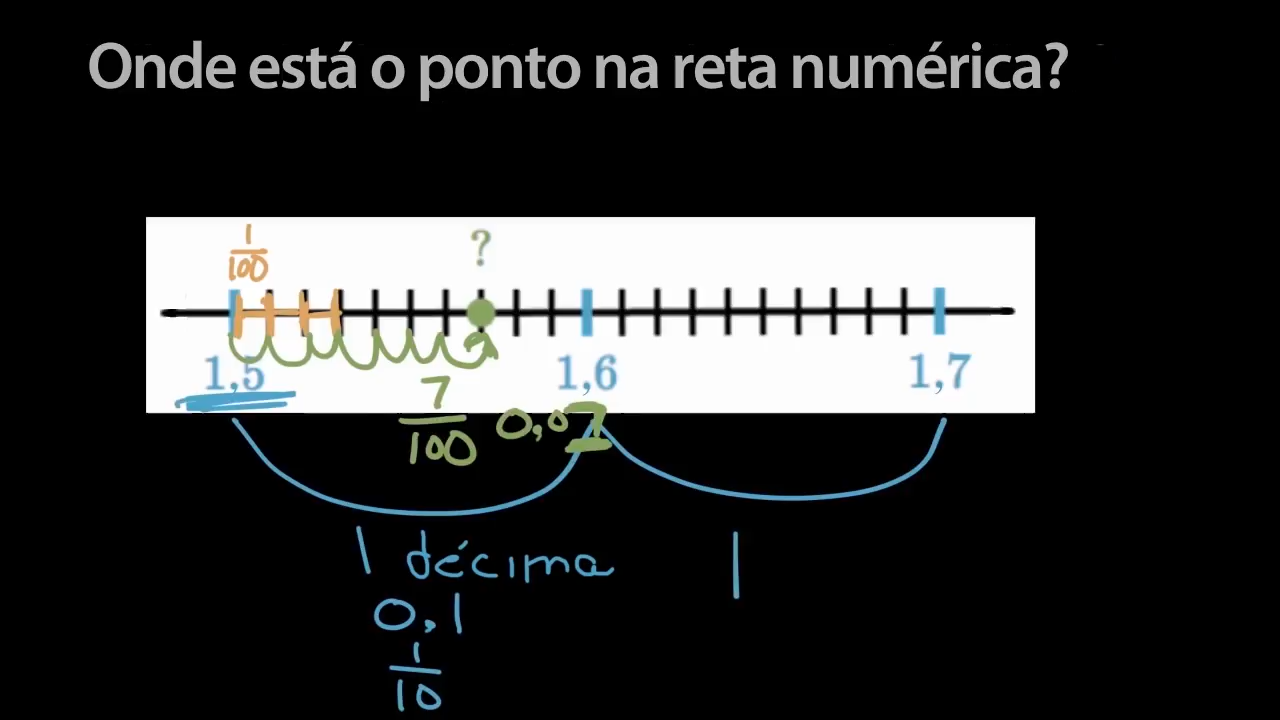 Onde está o ponto na reta numérica?
1/100
?
1,5 1,6 1,7
7/100 0,07
1 décima 1
0,1
1/10